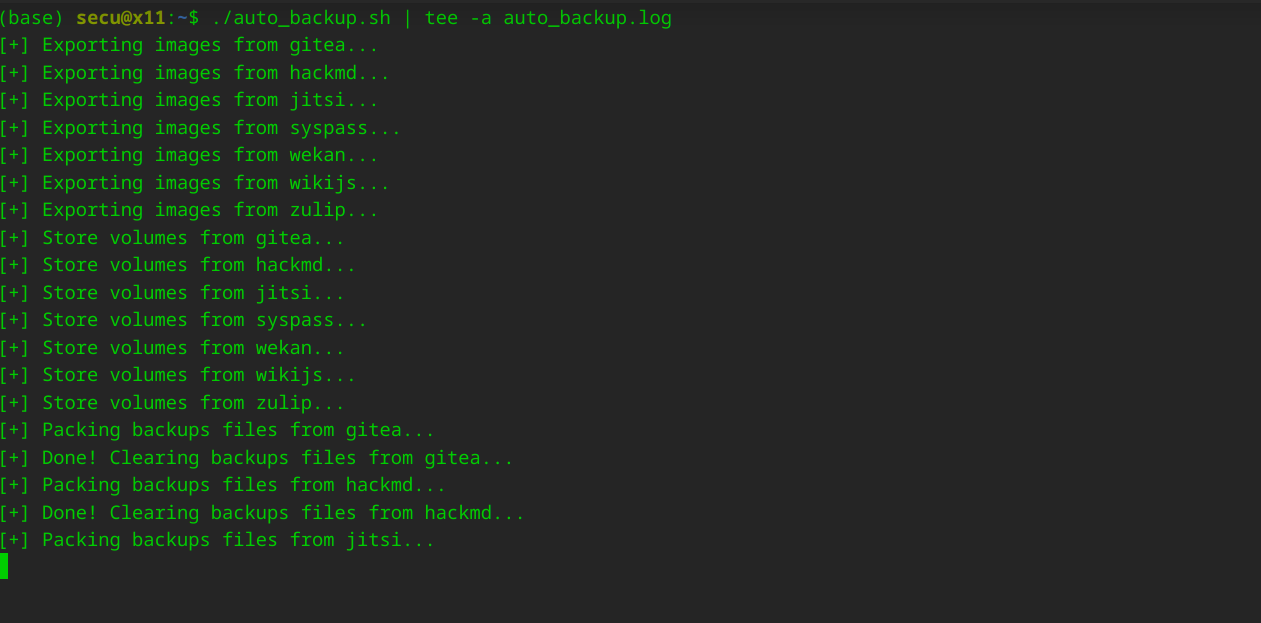 (base) secu@x11:~$ ./auto_backup.sh | tee -a auto_backup.log
[+] Exporting images from gitea...
[+] Exporting images from hackmd...
[+] Exporting images from jitsi...
[+] Exporting images from syspass...
[+] Exporting images from wekan...
[+] Exporting images from wikijs...
[+] Exporting images from zulip...
[+] Store volumes from gitea...
[+] Store volumes from hackmd...
[+] Store volumes from jitsi...
[+] Store volumes from syspass...
[+] Store volumes from wekan...
[+] Store volumes from wikijs...
[+] Store volumes from zulip...
[+] Packing backups files from gitea...
[+] Done! Clearing backups files from gitea...
[+] Packing backups files from hackmd...
[+] Done! Clearing backups files from hackmd...
[+] Packing backups files from jitsi...